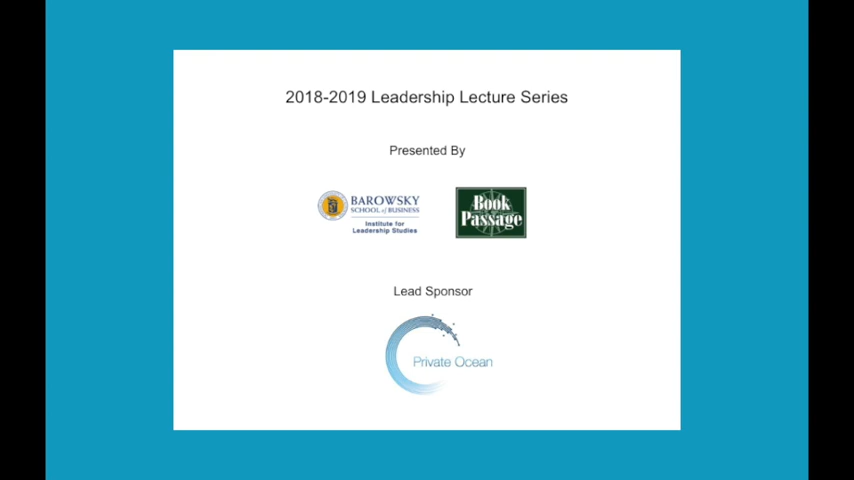 2018-2019 Leadership Lecture Series
Presented By
BAROWSKY
SCHOOL of BUSINESS
Institute for
Leadership Studies
Book
Passage
Lead Sponsor
Private Ocean